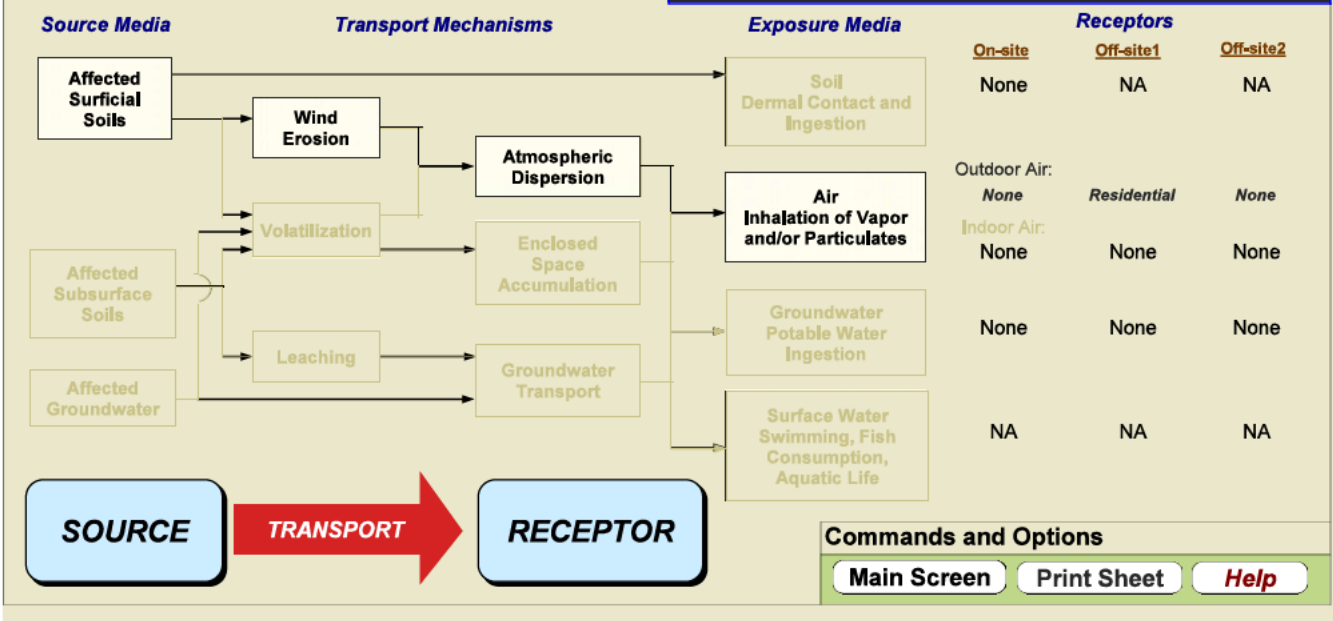 Source Media
Transport Mechanisms
Exposure Media
Receptors
On-site
Off-site1
Off-site2
Affected
Surficial
Soils
Wind
Erosion
Atmospheric
Dispersion
Soil
Dermal Contact and
Ingestion
None
NA
NA
Outdoor Air:
Air
Inhalation of Vapor
and/or Particulates
None
Residential
None
Indoor Air:
None
None
None
Volatilization
Enclosed
Space
Accumulation
Affected
Subsurface
Soils
Groundwater
Potable Water
Ingestion
None
None
None
Leaching
Groundwater
Transport
Affected
Groundwater
Surface Water
Swimming, Fish
Consumption,
Aquatic Life
NA
NA
NA
SOURCE
TRANSPORT
RECEPTOR
Commands and Options
Main Screen
Print Sheet
Help